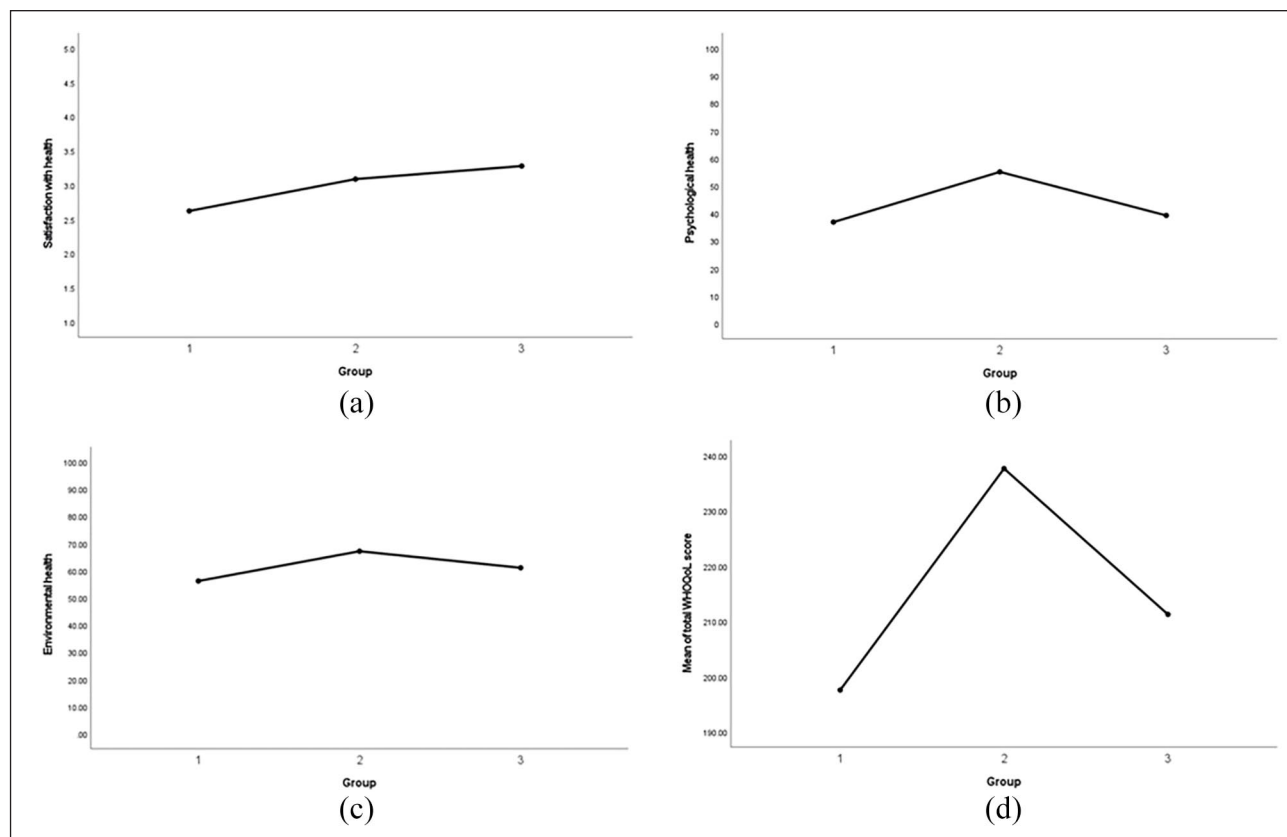 Satisfaction with health
5.0
4.5
4.0
3.5
3.0
2.5
2.0
1.5
1.0
1 2 3
Group
(a)
Psychological health
100
90
80
70
60
50
40
30
20
10
0
1 2 3
Group
(b)
Environmental health
100.00
90.00
80.00
70.00
60.00
50.00
40.00
30.00
20.00
10.00
.00
1 2 3
Group
(c)
Mean of total WHOQoL score
240.00
230.00
220.00
210.00
200.00
190.00
1 2 3
Group
(d)